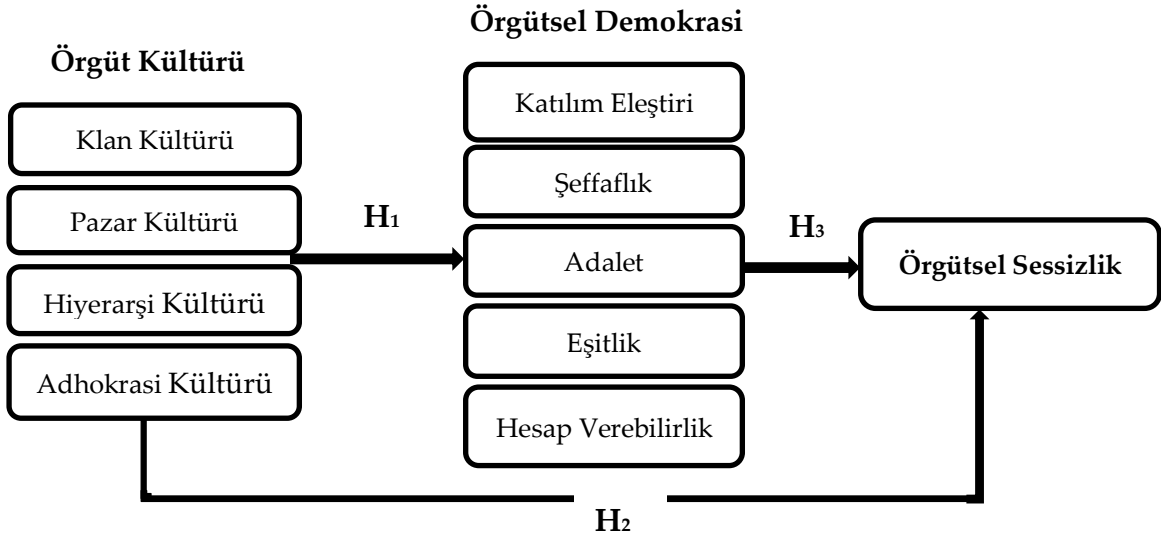 Örgüt Kültürü
Klan Kültürü
Pazar Kültürü
Hiyerarşi Kültürü
Adhokrasi Kültürü
H1
Örgütsel Demokrasi
Katılım Eleştiri
Şeffaflık
Adalet
Eşitlik
Hesap Verebilirlik
H3
Örgütsel Sessizlik
H2